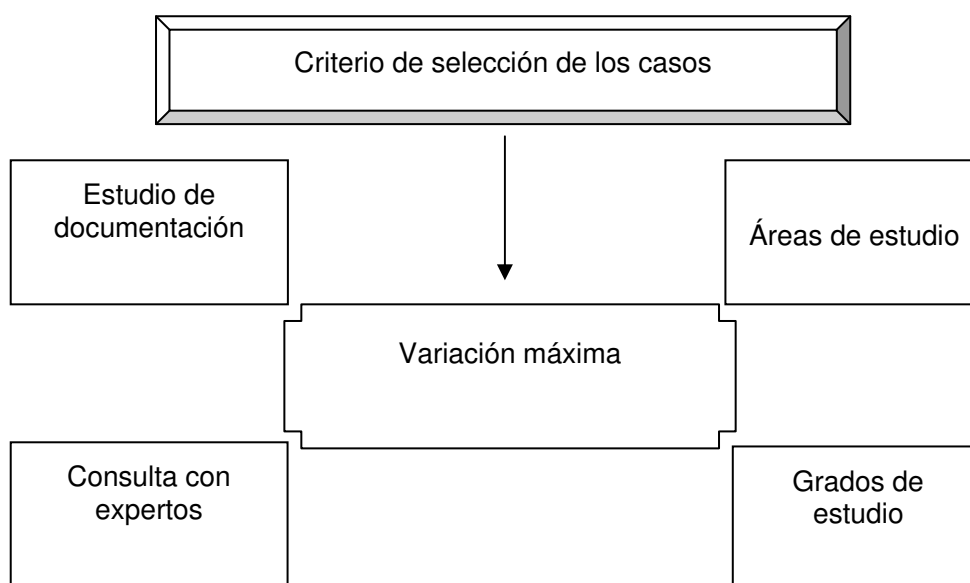 Criterio de selección de los casos
Estudio de
documentación
Áreas de estudio
Variación máxima
Consulta con
expertos
Grados de
estudio